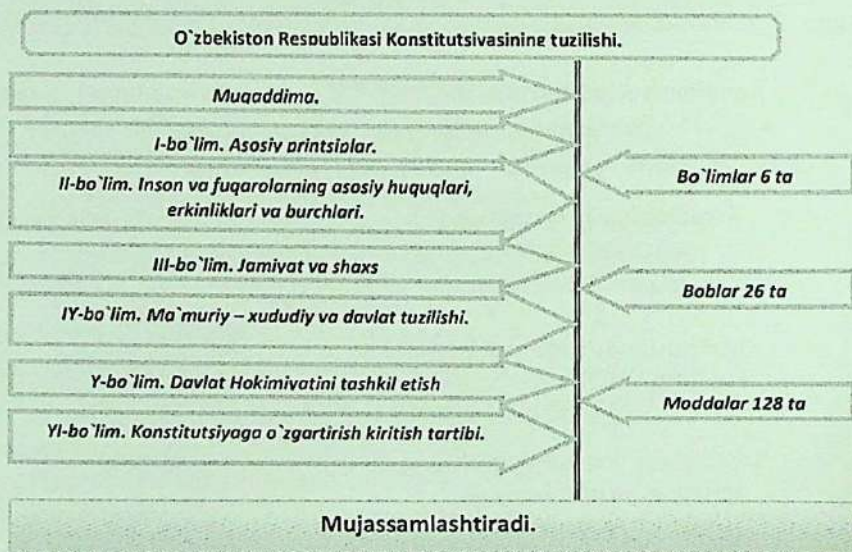 O`zbekiston Respublikasi Konstitutsiyasining tuzilishi.
Muqaddima.
I-bo`lim. Asosiy printsiplar.
II-bo`lim. Inson va fuqarolarning asosiy huquqlari,
erkinliklari va burchlari.
Bo`limlar 6 ta
III-bo`lim. Jamiyat va shaxs
Boblar 26 ta
IY-bo`lim. Ma`muriy – xududiy va davlat tuzilishi.
Y-bo`lim. Davlat Hokimiyatini tashkil etish
Moddalar 128 ta
YI-bo`lim. Konstitutsiyaga o`zgartirish kiritish tartibi.
Mujassamlashtiradi.